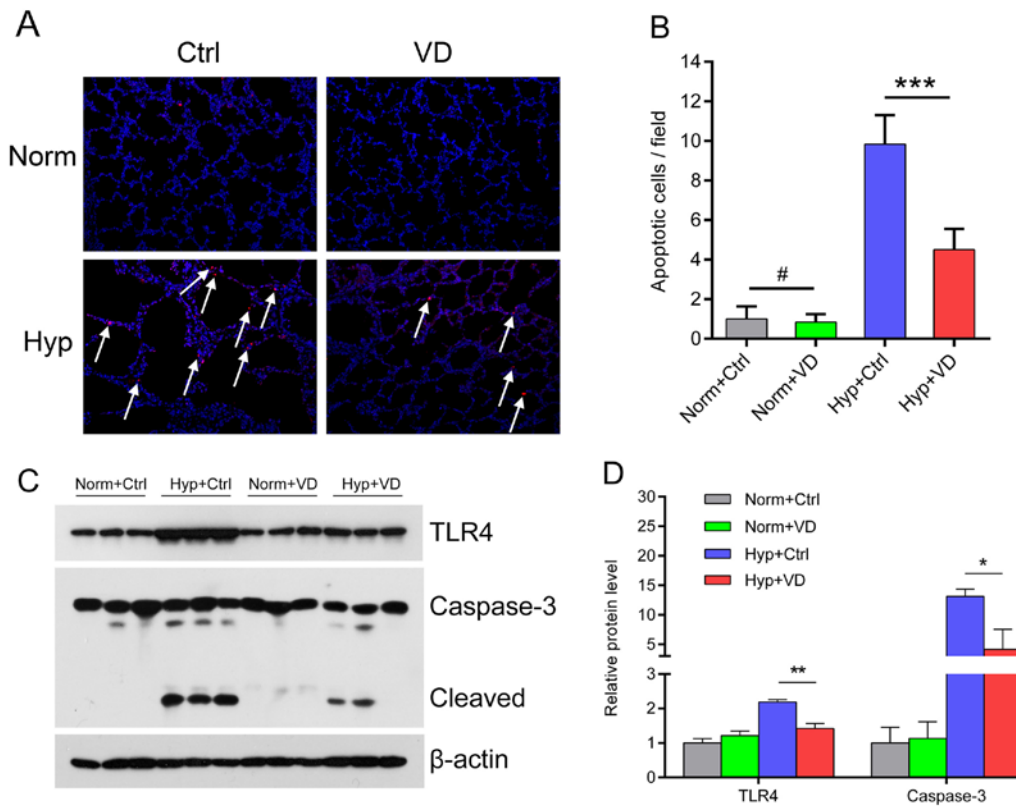 A
Ctrl
VD
Norm
Hyp
B
Apoptotic cells / field
14
12
10
8
6
4
2
0
#
***
Norm+Ctrl
Norm+VD
Hyp+Ctrl
Hyp+VD
C
Norm+Ctrl Hyp+Ctrl Norm+VD Hyp+VD
TLR4
Caspase-3
Cleaved
β-actin
D
Relative protein level
30
25
20
15
10
5
3
2
1
0
Norm+Ctrl
Norm+VD
Hyp+Ctrl
Hyp+VD
**
*
TLR4 Caspase-3